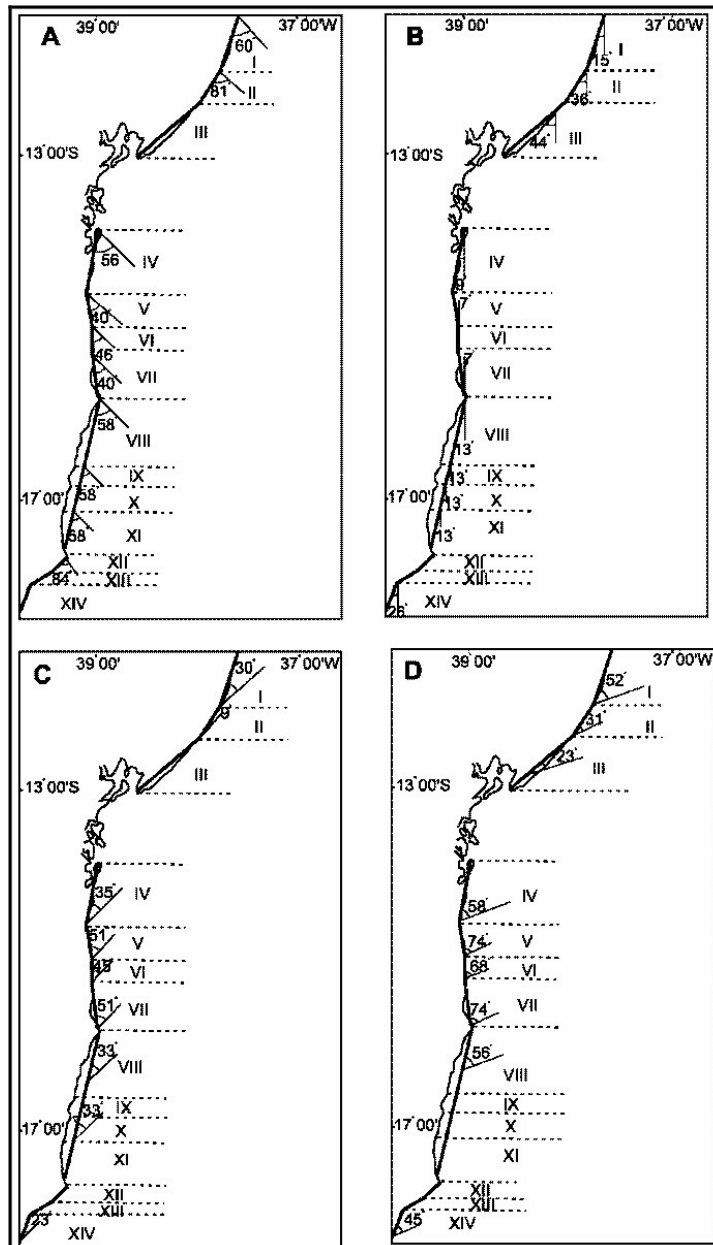 A
39°00'
37°00'W
60°
I
81°
II
III
13°00'S
56°
IV
40°
V
46
VI
40°
VII
58°
VIII
58°
IX
17°00'
X
58°
XI
XII
84°
XIII
XIV
B
39°00'
37°00'W
15°
I
36°
II
44°
III
13°00'S
IV
9°
7°
V
VI
7°
VII
VIII
13°
13°
IX
17°00'
13°
X
13°
XI
XII
XIII
26°
XIV
C
39°00'
37°00'W
30°
I
9°
II
III
13°00'S
35°
IV
51°
V
45°
VI
51°
VII
33°
VIII
33°
IX
17°00'
X
XI
XII
XIII
23°
XIV
D
39°00'
37°00'W
52°
I
31°
II
23°
III
13°00'S
58°
IV
74°
V
68°
VI
74°
VII
56°
VIII
IX
17°00'
X
XI
XII
XIII
45°
XIV